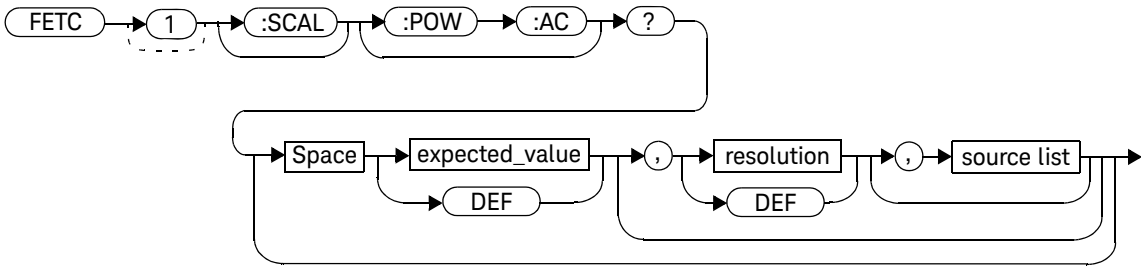 FETC 1 :SCAL :POW :AC ?
Space expected_value , resolution , source list
DEF DEF